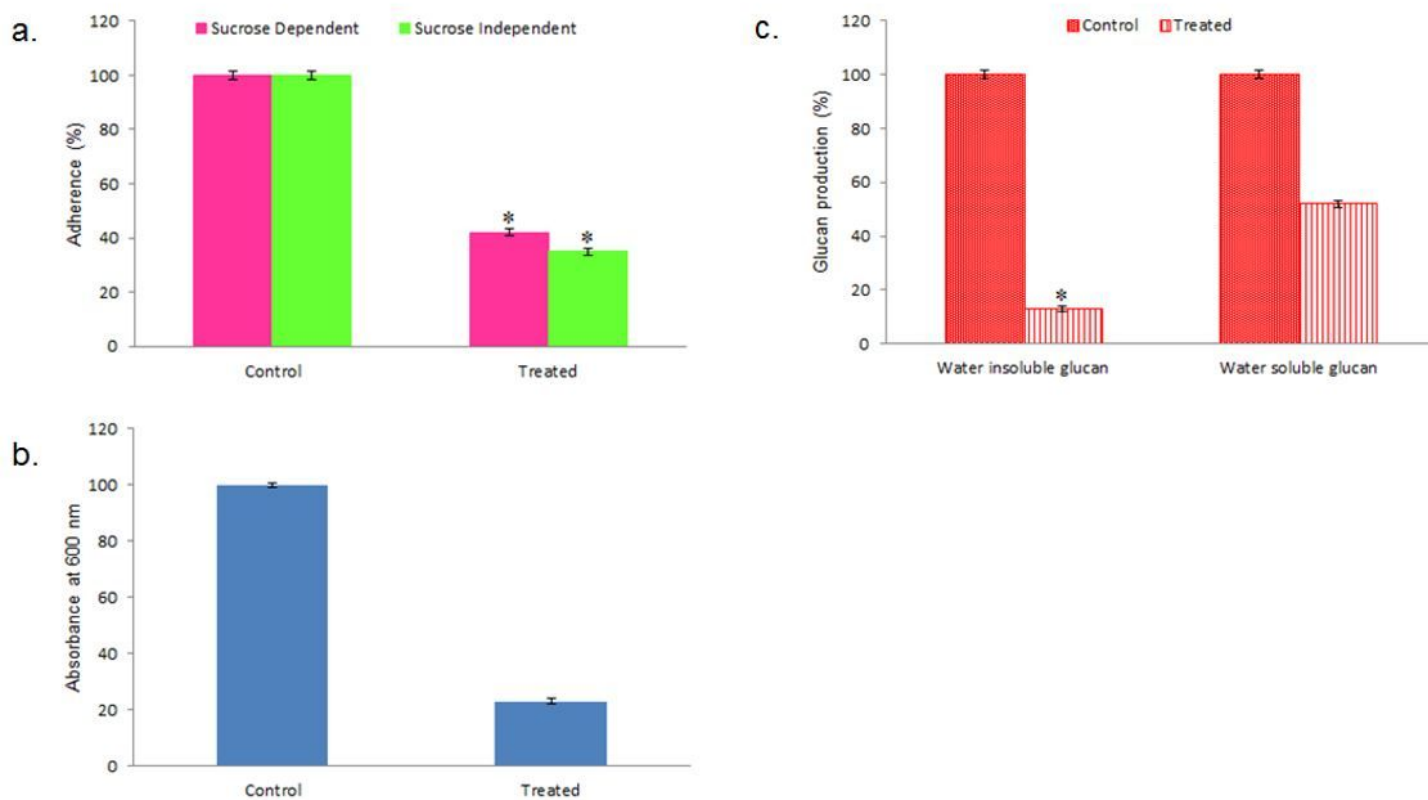 a.
Sucrose Dependent Sucrose Independent
120
100
80
60
40
20
0
Adherence (%)
* *
Control Treated
b.
120
100
80
60
40
20
0
Absorbance at 600 nm
Control Treated
c.
Control Treated
120
100
80
60
40
20
0
Glucan production (%)
*
Water insoluble glucan Water soluble glucan